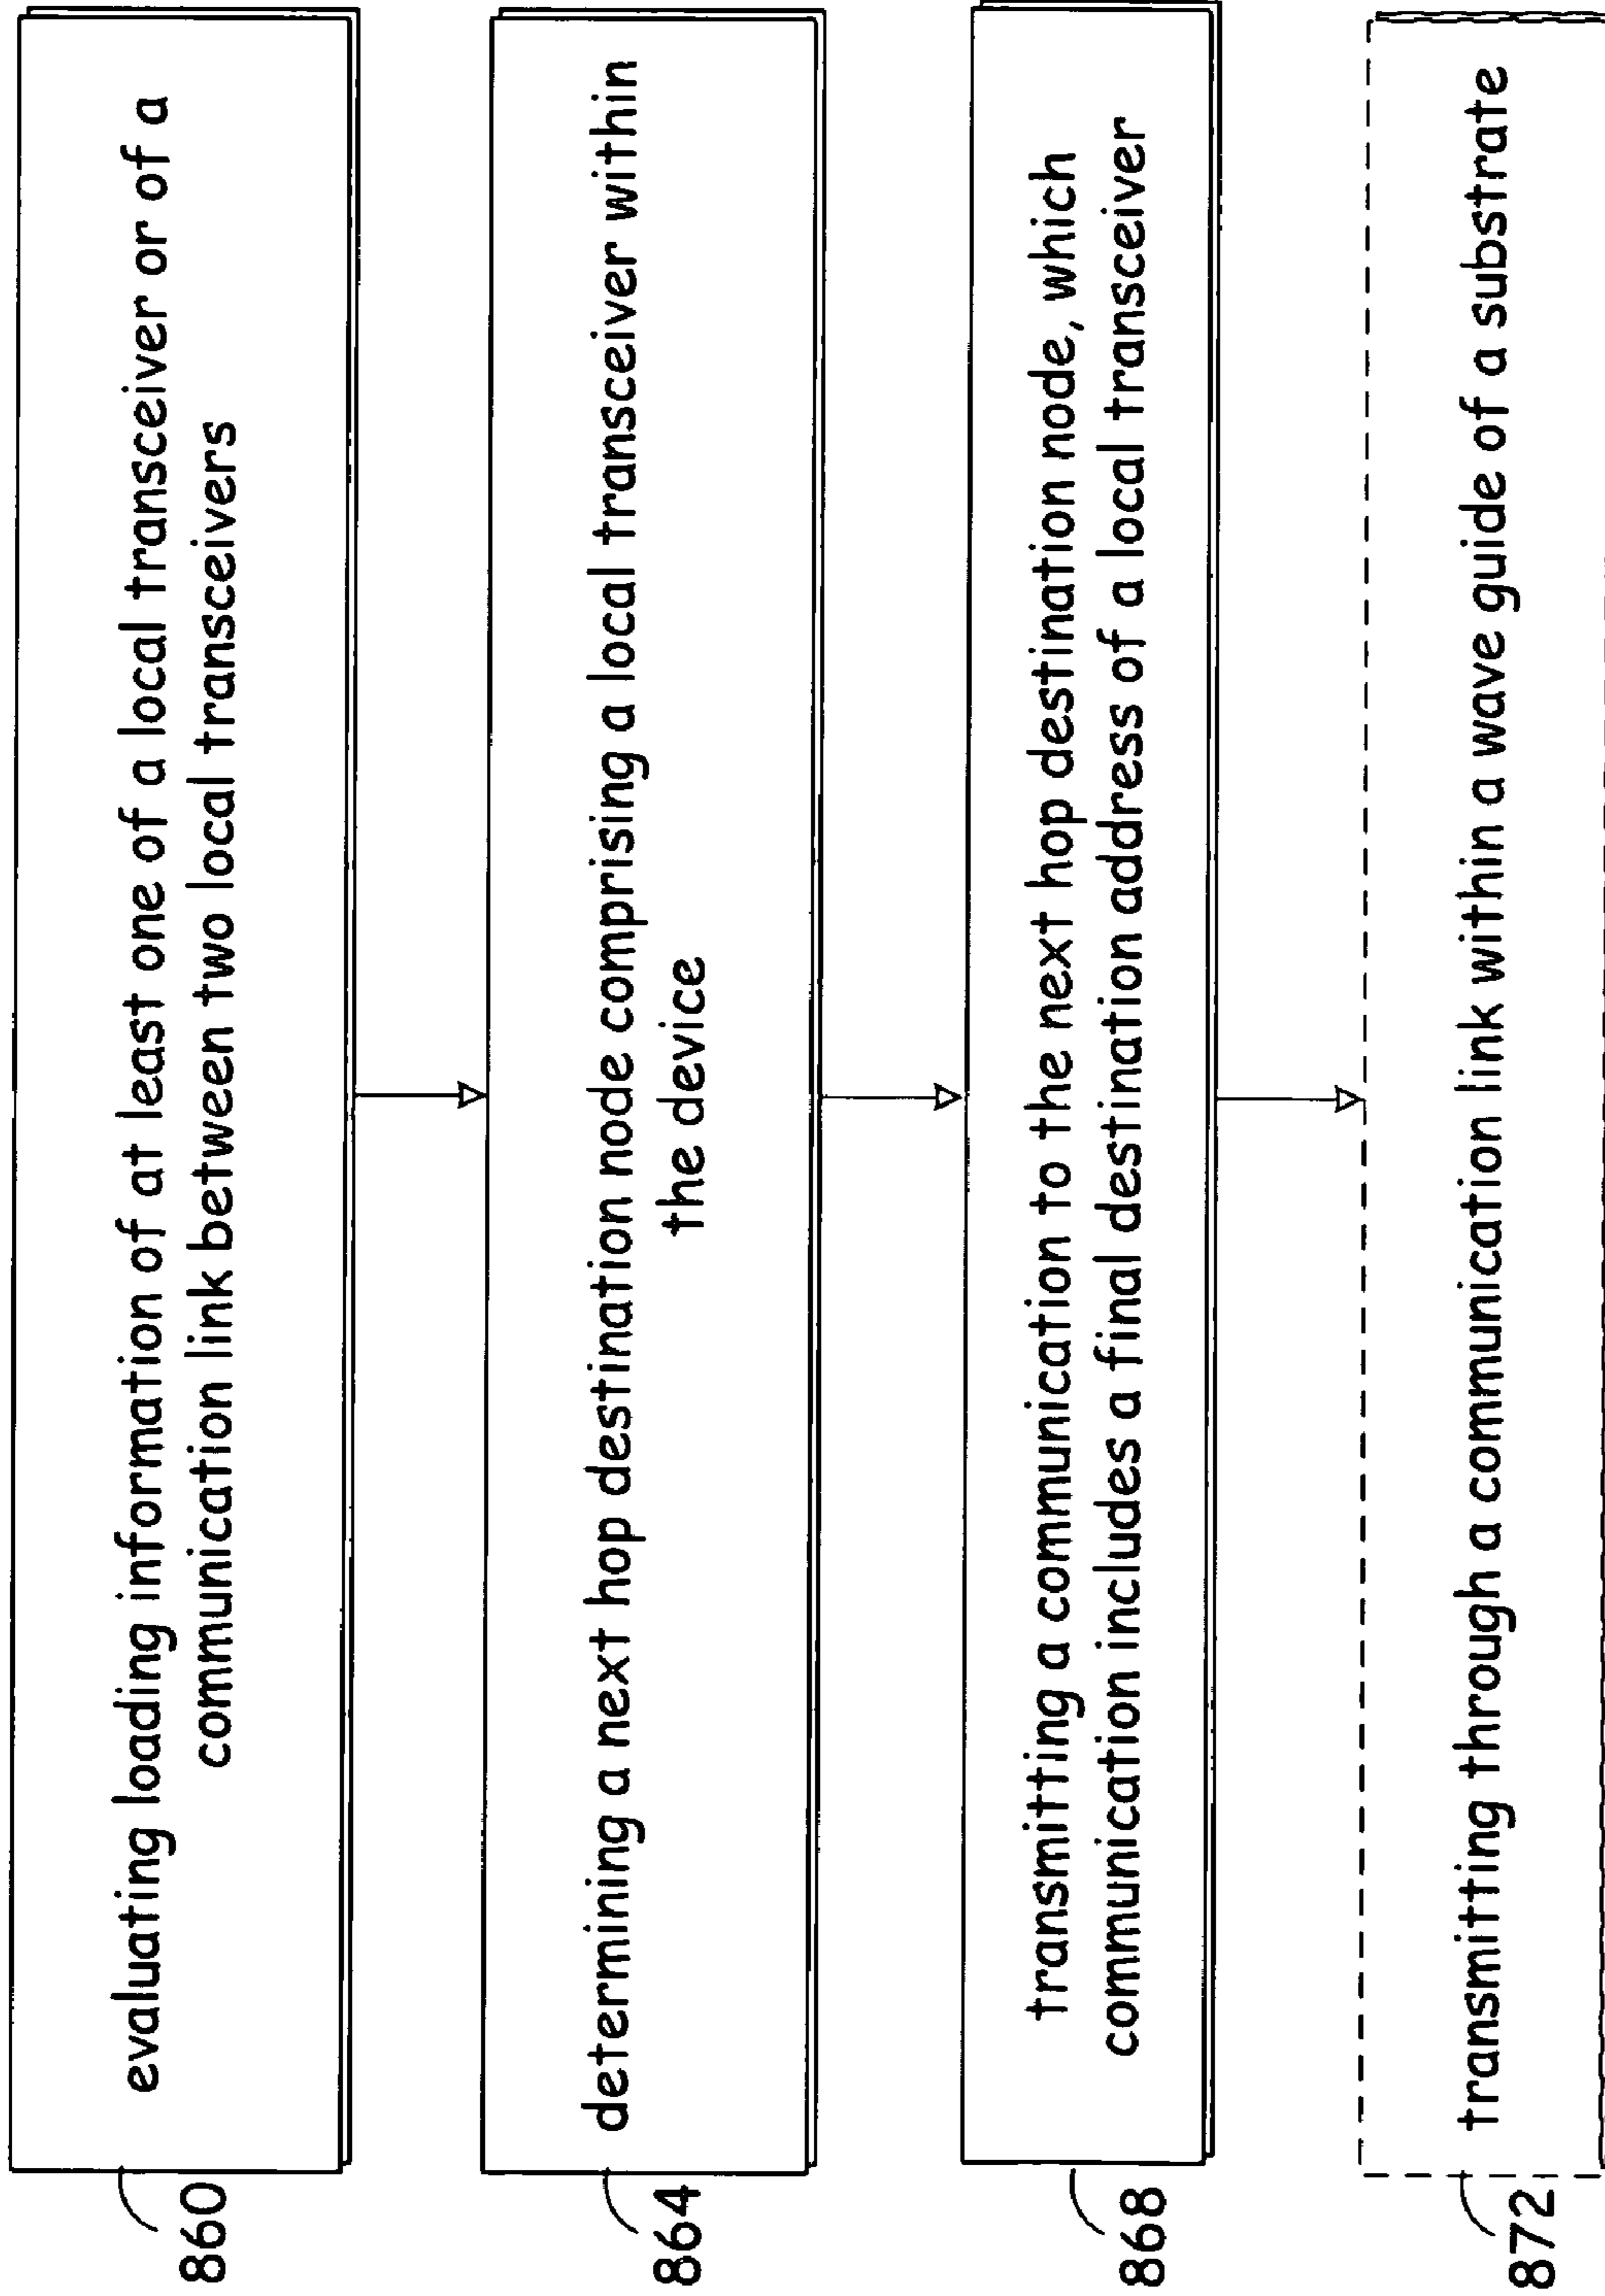 evaluating loading information of at least one of a local transceiver or of a
communication link between two local transceivers
860
determining a next hop destination node comprising a local transceiver within
the device
864
transmitting a communication to the next hop destination node, which
communication includes a final destination address of a local transceiver
868
transmitting through a communication link within a wave guide of a substrate
872